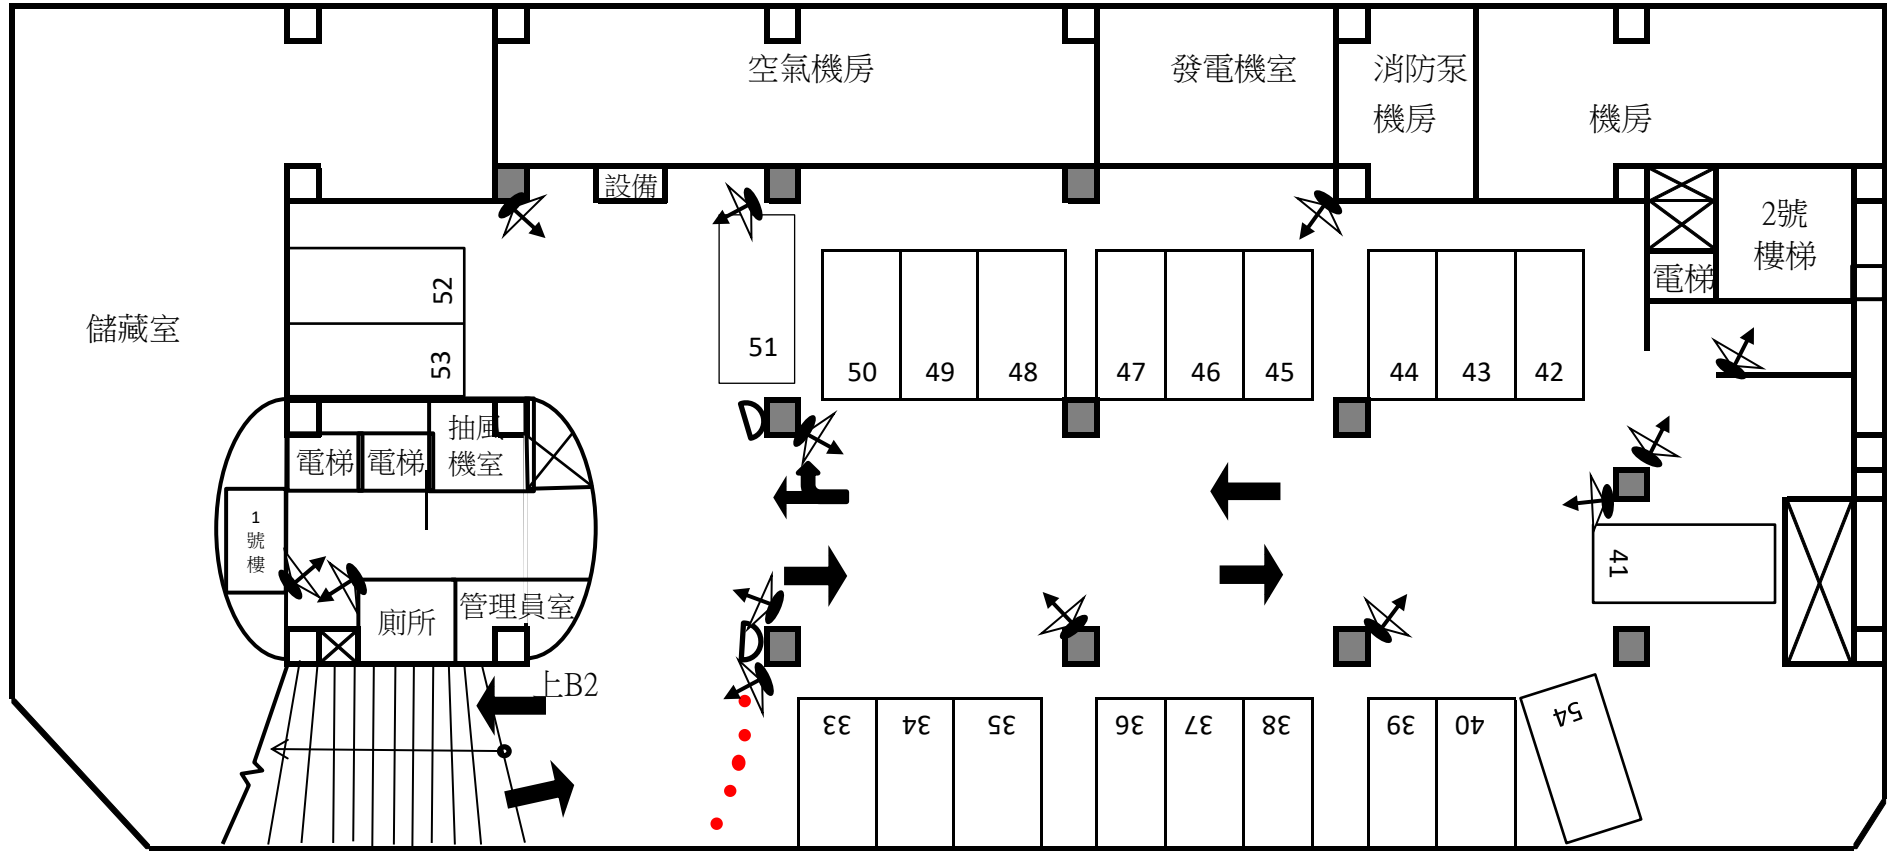 空氣機房
發電機室
消防泵
機房
機房
設備
2號
樓梯
電梯
儲藏室
52
53
51
50
49
48
47
46
45
44
43
42
抽風
機室
電梯
電梯
1
號
樓
廁所
管理員室
41
上B2
33
34
35
36
37
38
39
40
54